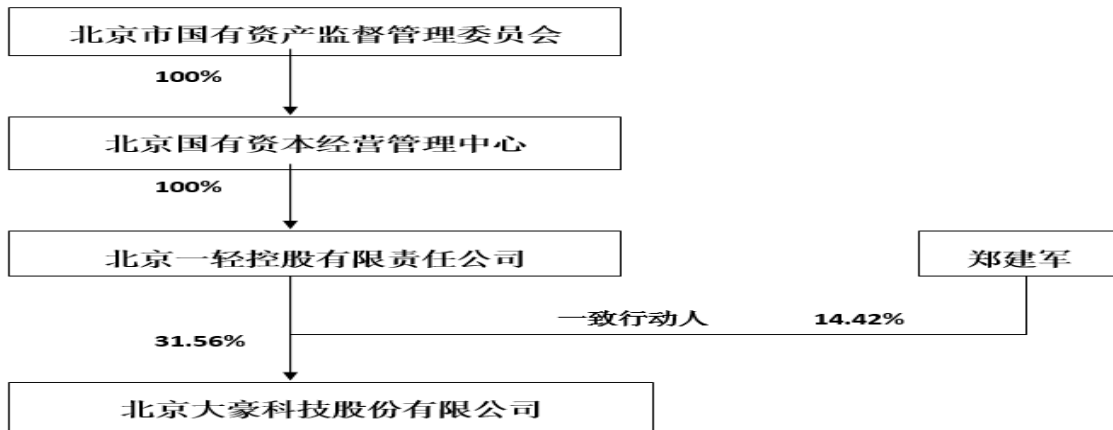 北京市国有资产监督管理委员会
100%
北京国有资本经营管理中心
100%
北京一轻控股有限责任公司
郑建军
一致行动人 14.42%
31.56%
北京大豪科技股份有限公司